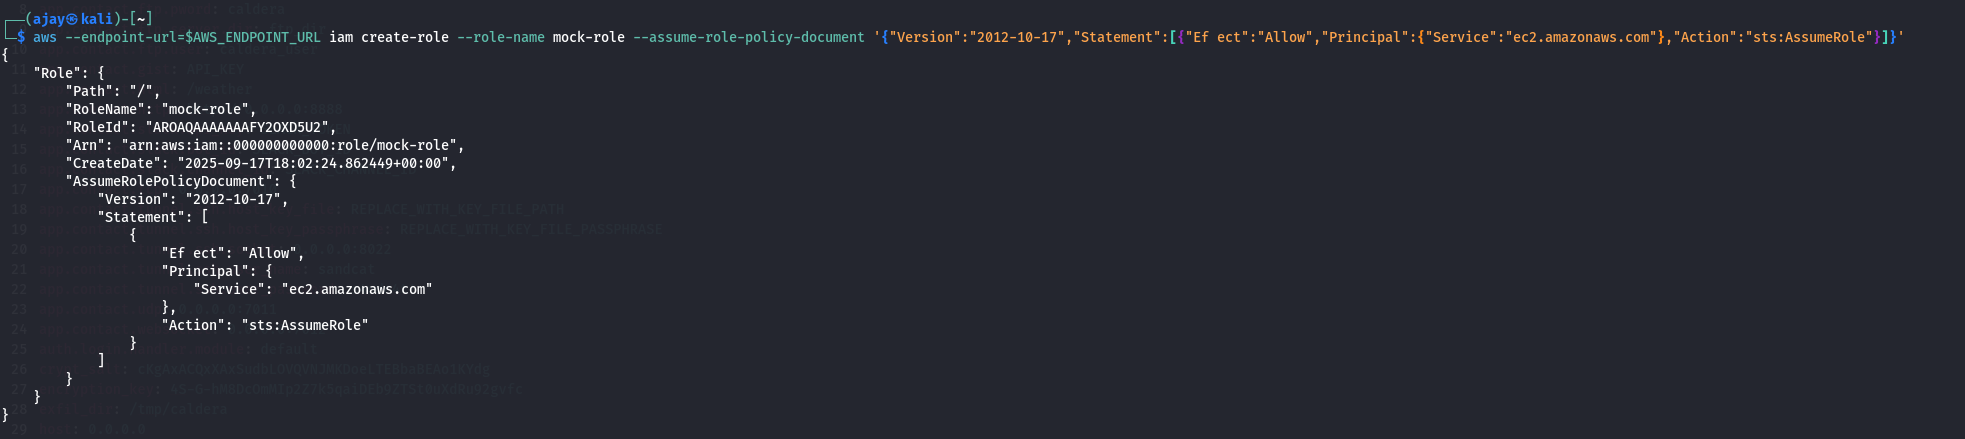 ┌──(ajay㉿kali)-[~]
└─$ aws --endpoint-url=$AWS_ENDPOINT_URL iam create-role --role-name mock-role --assume-role-policy-document '{"Version":"2012-10-17","Statement":[{"Ef ect":"Allow","Principal":{"Service":"ec2.amazonaws.com"},"Action":"sts:AssumeRole"}]}'
{
    "Role": {
        "Path": "/",
        "RoleName": "mock-role",
        "RoleId": "AROAQAAAAAAAFY2OXD5U2",
        "Arn": "arn:aws:iam::000000000000:role/mock-role",
        "CreateDate": "2025-09-17T18:02:24.862449+00:00",
        "AssumeRolePolicyDocument": {
            "Version": "2012-10-17",
            "Statement": [
                {
                    "Ef ect": "Allow",
                    "Principal": {
                        "Service": "ec2.amazonaws.com"
                    },
                    "Action": "sts:AssumeRole"
                }
            ]
        }
    }
}